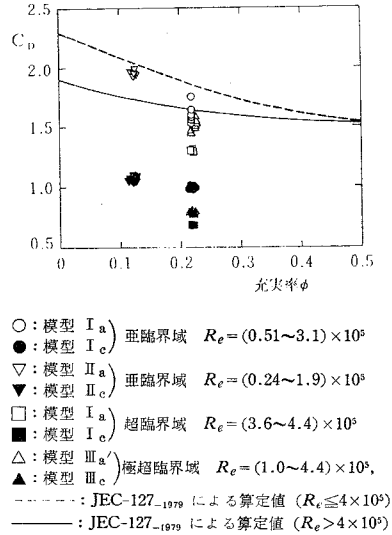 C_D
2.5
2.0
1.5
1.0
0.5
0
0.1
0.2
0.3
0.4
0.5
充実率φ
○：模型 Ⅰa
●：模型 Ⅰc
亜臨界域 Re＝(0.51～3.1)×10⁵
▽：模型 Ⅱa
▼：模型 Ⅱc
亜臨界域 Re＝(0.24～1.9)×10⁵
□：模型 Ⅰa
■：模型 Ⅰc
超臨界域 Re＝(3.6～4.4)×10⁵
△：模型 Ⅲa′
▲：模型 Ⅲc
極超臨界域 Re＝(1.0～4.4)×10⁵,
-----：JEC-127-1979 による算定値 (Re≦4×10⁵)
———：JEC-127-1979 による算定値 (Re>4×10⁵)